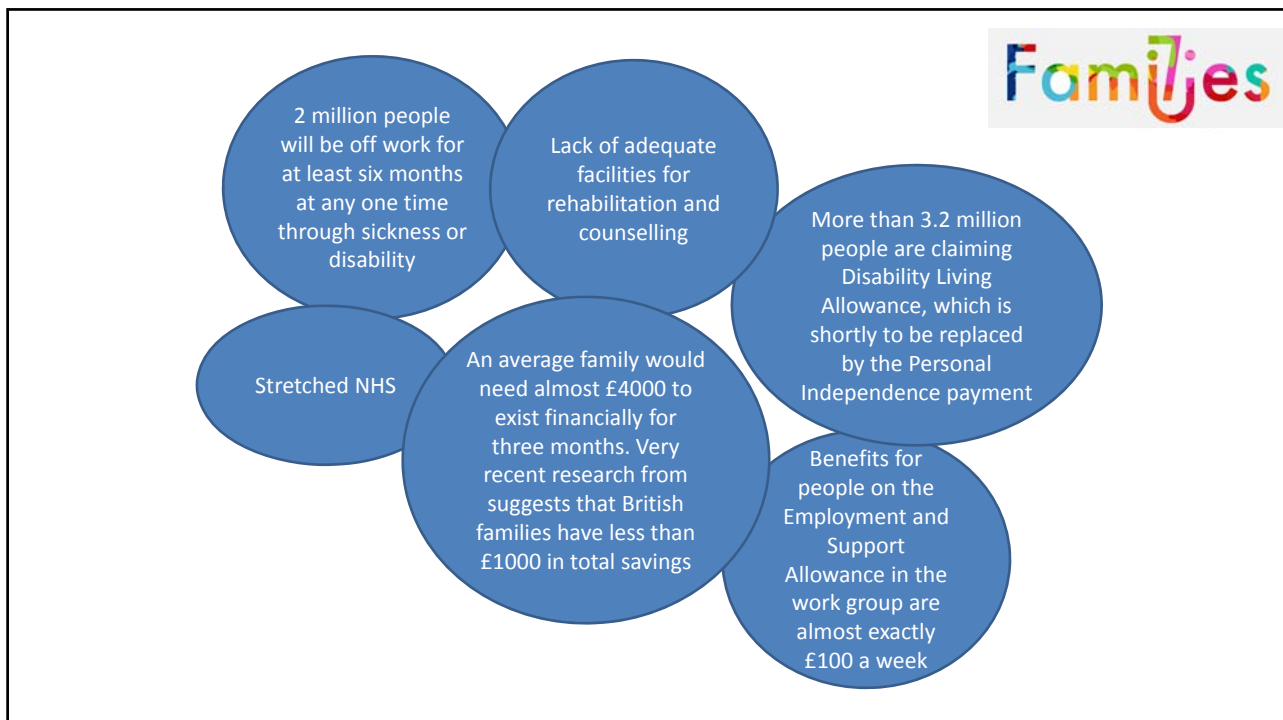 7Families
2 million people
will be off work for
at least six months
at any one time
through sickness or
disability
Lack of adequate
facilities for
rehabilitation and
counselling
More than 3.2 million
people are claiming
Disability Living
Allowance, which is
shortly to be replaced
by the Personal
Independence payment
Stretched NHS
An average family would
need almost £4000 to
exist financially for
three months. Very
recent research from
suggests that British
families have less than
£1000 in total savings
Benefits for
people on the
Employment and
Support
Allowance in the
work group are
almost exactly
£100 a week